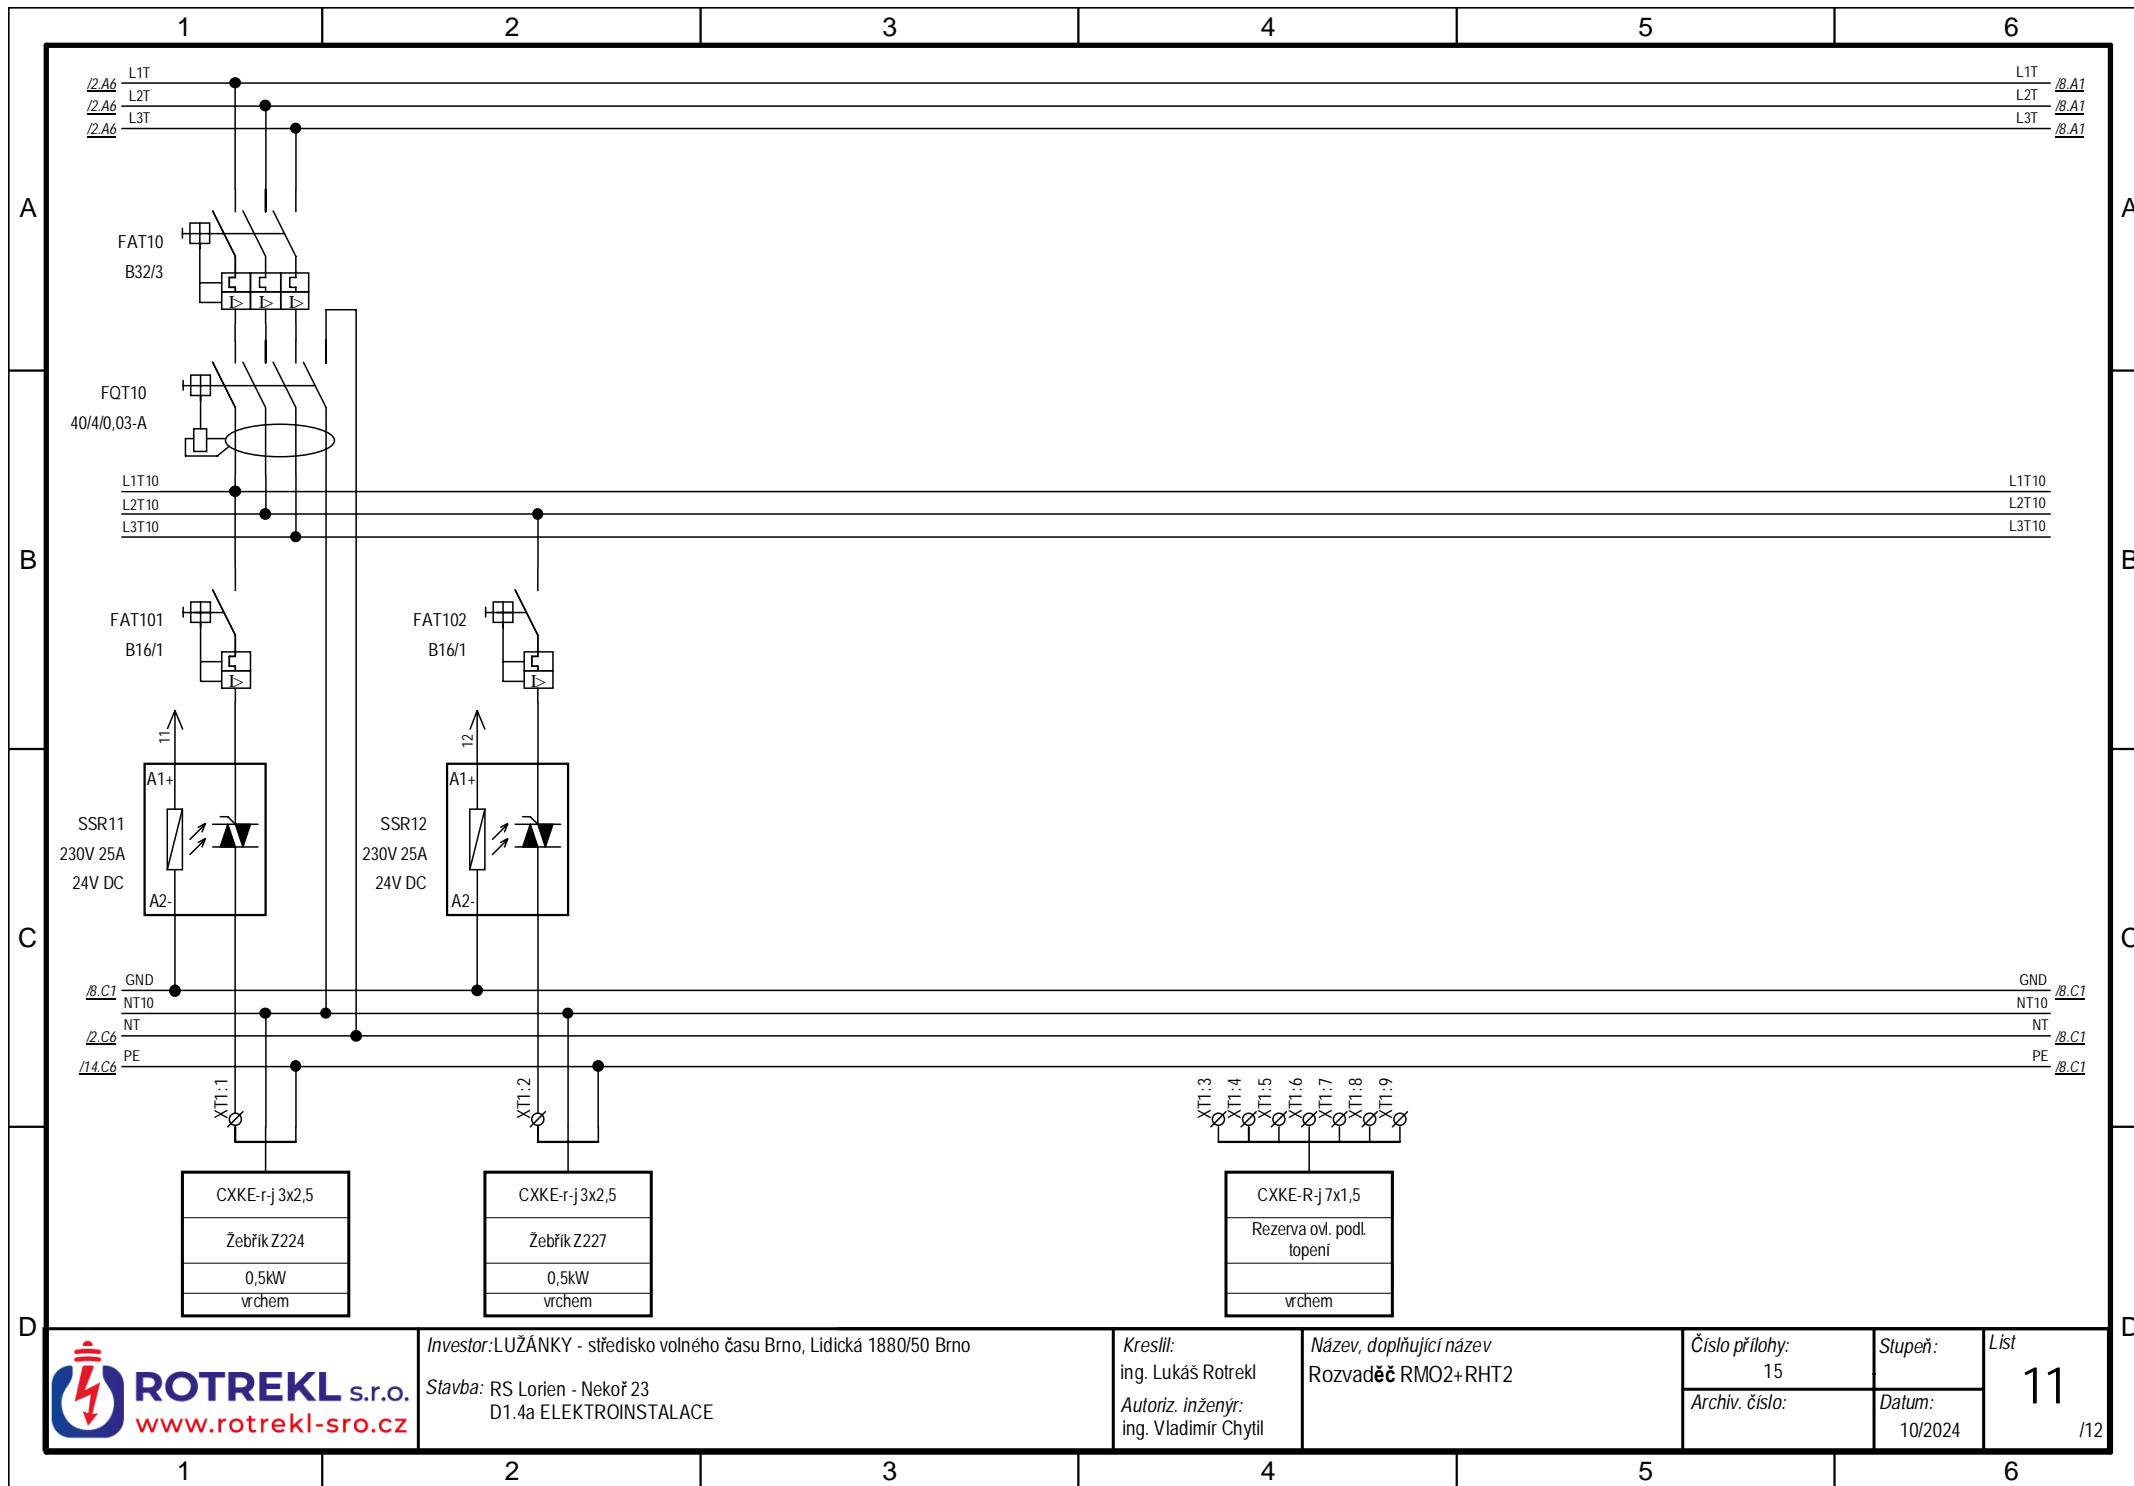 1 2 3 4 5 6
L1T L1T
/2.A6 /8.A1
L2T L2T
/2.A6 /8.A1
L3T L3T
/2.A6 /8.A1
A A
FAT10
B32/3
I> I> I>
FQT10
40/4/0,03-A
L1T10 L1T10
L2T10 L2T10
L3T10 L3T10
B B
FAT101 FAT102
B16/1 B16/1
I> I>
11 12
A1+ A1+
SSR11 SSR12
230V 25A 230V 25A
24V DC 24V DC
A2- A2-
C C
GND GND
/8.C1 /8.C1
NT10 NT10
NT NT
/2.C6 /8.C1
PE PE
/14.C6 /8.C1
XT1:1 XT1:2 XT1:3 XT1:4 XT1:5 XT1:6 XT1:7 XT1:8 XT1:9
CXKE-r-j 3x2,5 CXKE-r-j 3x2,5 CXKE-R-j 7x1,5
Žebřík Z224 Žebřík Z227 Rezerva ovl. podl.
topení
0,5kW 0,5kW
vrchem vrchem vrchem
D D
ROTREKL s.r.o.
www.rotrekl-sro.cz
Investor: LUŽÁNKY - středisko volného času Brno, Lidická 1880/50 Brno
Stavba: RS Lorien - Nekoř 23
D1.4a ELEKTROINSTALACE
Kreslil:
ing. Lukáš Rotrekl
Autoriz. inženýr:
ing. Vladimír Chytil
Název, doplňující název
Rozvaděč RMO2+RHT2
Číslo přílohy:
15
Archiv. číslo:
Stupeň:
Datum:
10/2024
List
11
/12
1 2 3 4 5 6